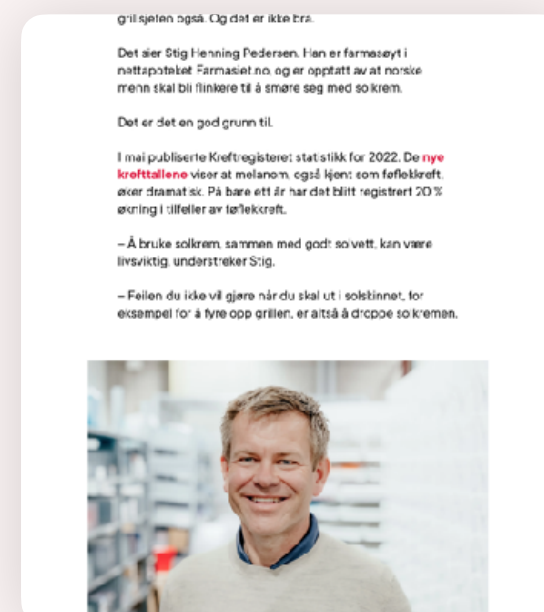 grillsjelen også. Og det er ikke bra.
Det sier Stig Henning Pedersen. Han er farmasøyt i
nettapoteket Farmasiet.no, og er opptatt av at norske
menn skal bli flinkere til å smøre seg med solkrem.
Det er det en god grunn til.
I mai publiserte Kreftregisteret statistikk for 2022. De nye
krefttallene viser at melanom, også kjent som føflekkreft,
øker dramatisk. På bare ett år har det blitt registrert 20 %
økning i tilfeller av føflekkreft.
– Å bruke solkrem, sammen med godt solvett, kan være
livsviktig, understreker Stig.
– Feilen du ikke vil gjøre når du skal ut i solskinnet, for
eksempel for å fyre opp grillen, er altså å droppe solkremen.